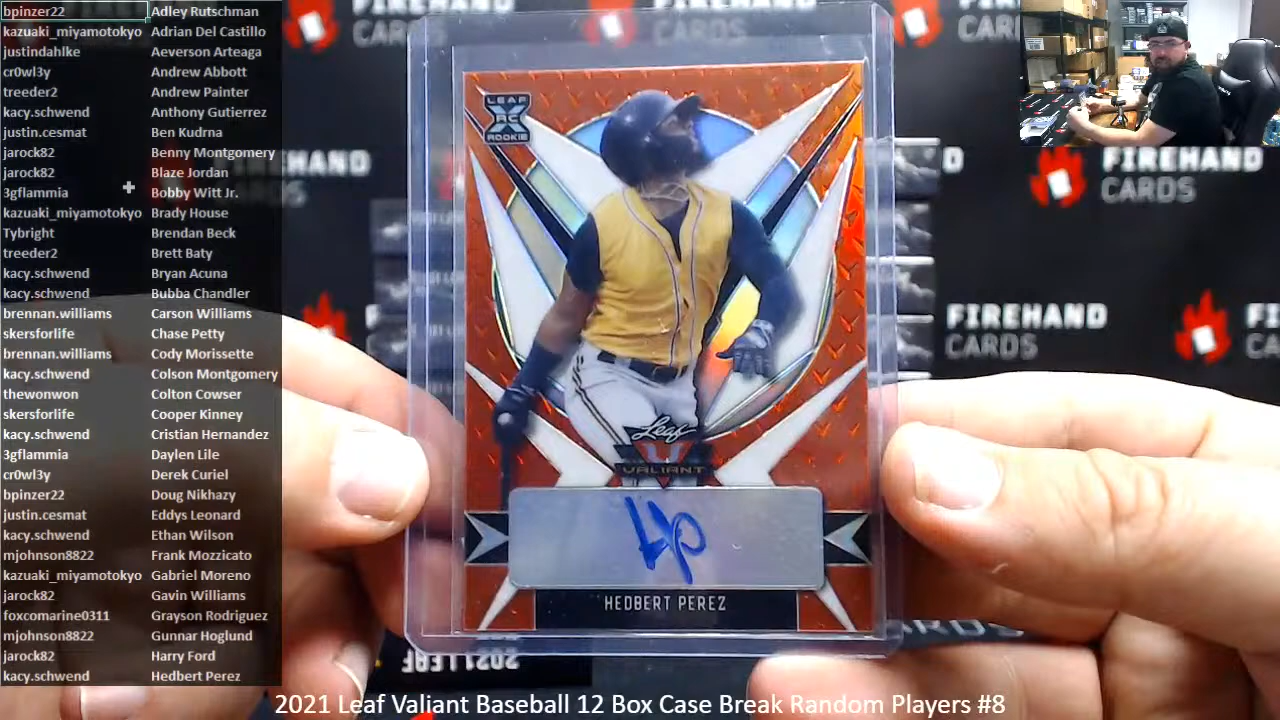 bpinzer22 Adley Rutschman
kazuaki_miyamotokyo Adrian Del Castillo
justindahlke Aeverson Arteaga
cr0wl3y Andrew Abbott
treeder2 Andrew Painter
kacy.schwend Anthony Gutierrez
justin.cesmat Ben Kudrna
jarock82 Benny Montgomery
jarock82 Blaze Jordan
3gflammia Bobby Witt Jr.
kazuaki_miyamotokyo Brady House
Tybright Brendan Beck
treeder2 Brett Baty
kacy.schwend Bryan Acuna
kacy.schwend Bubba Chandler
brennan.williams Carson Williams
skersforlife Chase Petty
brennan.williams Cody Morissette
kacy.schwend Colson Montgomery
thewonwon Colton Cowser
skersforlife Cooper Kinney
kacy.schwend Cristian Hernandez
3gflammia Daylen Lile
cr0wl3y Derek Curiel
bpinzer22 Doug Nikhazy
justin.cesmat Eddys Leonard
kacy.schwend Ethan Wilson
mjohnson8822 Frank Mozzicato
kazuaki_miyamotokyo Gabriel Moreno
jarock82 Gavin Williams
foxcomarine0311 Grayson Rodriguez
mjohnson8822 Gunnar Hoglund
jarock82 Harry Ford
kacy.schwend Hedbert Perez
LEAF
RC
ROOKIE
Leaf
VALIANT
HEDBERT PEREZ
FIREHAND
CARDS
FIREHAND
CARDS
FIREHAND
CARDS
2021 LEAF
2021 Leaf Valiant Baseball 12 Box Case Break Random Players #8